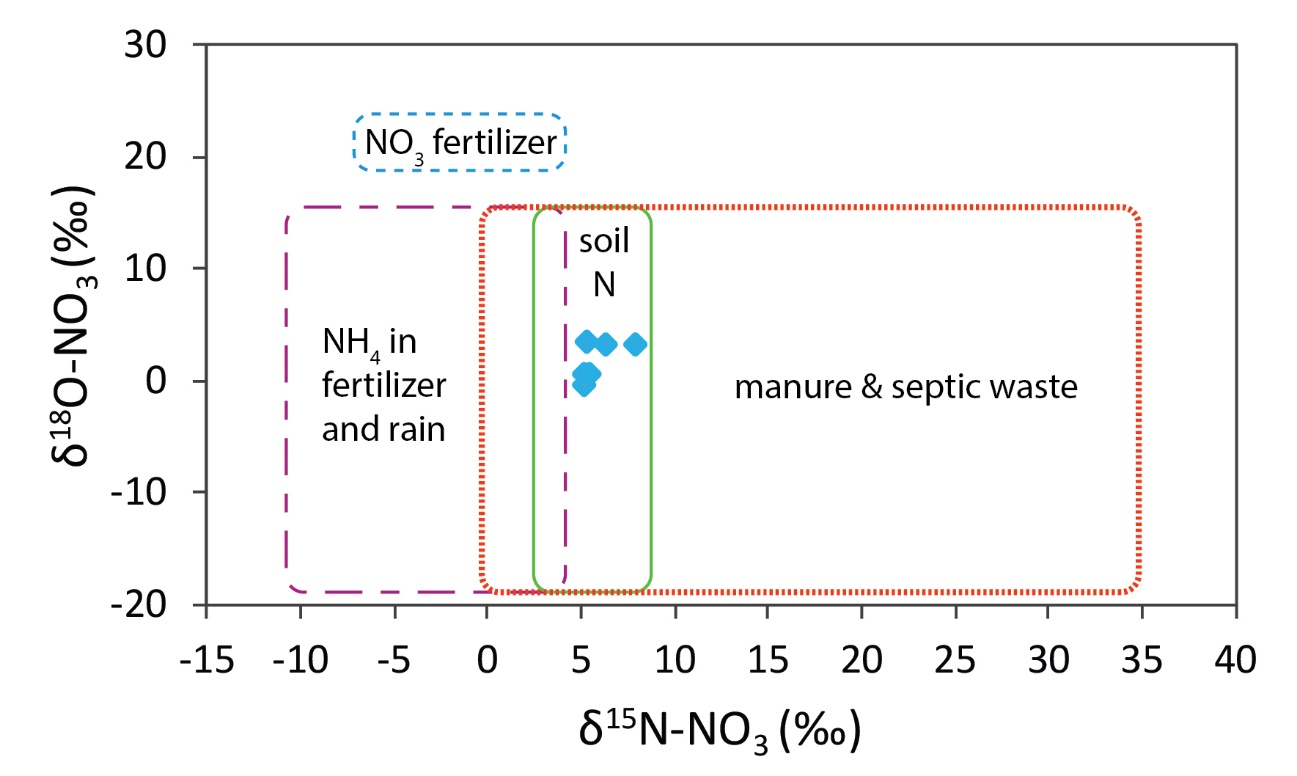 30
20
10
0
-10
-20
δ¹⁸O-NO₃ (‰)
NO₃ fertilizer
soil
N
NH₄ in
fertilizer
and rain
manure & septic waste
-15 -10 -5 0 5 10 15 20 25 30 35 40
δ¹⁵N-NO₃ (‰)